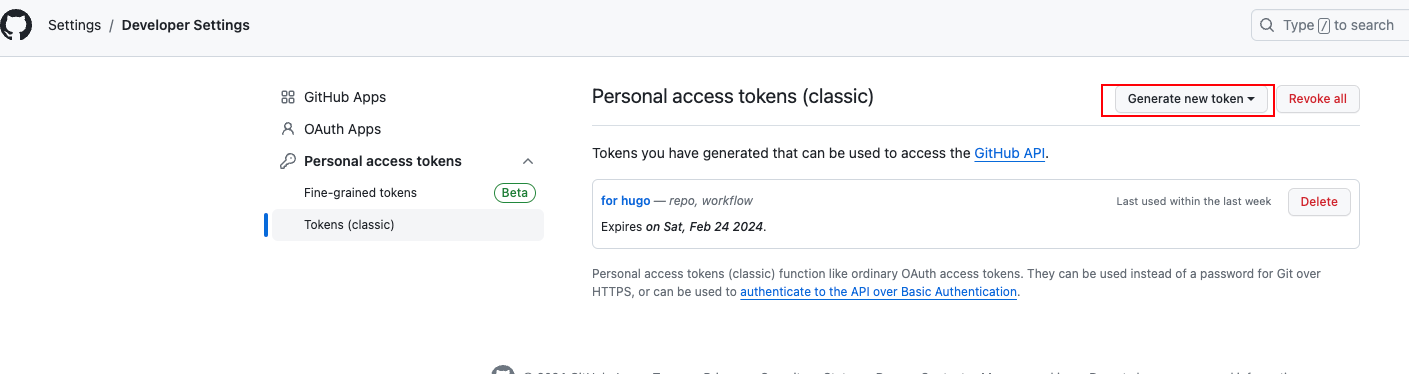 Settings / Developer Settings
Type / to search
GitHub Apps
OAuth Apps
Personal access tokens
Fine-grained tokens Beta
Tokens (classic)
Personal access tokens (classic)
Generate new token
Revoke all
Tokens you have generated that can be used to access the GitHub API.
for hugo — repo, workflow
Last used within the last week
Delete
Expires on Sat, Feb 24 2024.
Personal access tokens (classic) function like ordinary OAuth access tokens. They can be used instead of a password for Git over
HTTPS, or can be used to authenticate to the API over Basic Authentication.